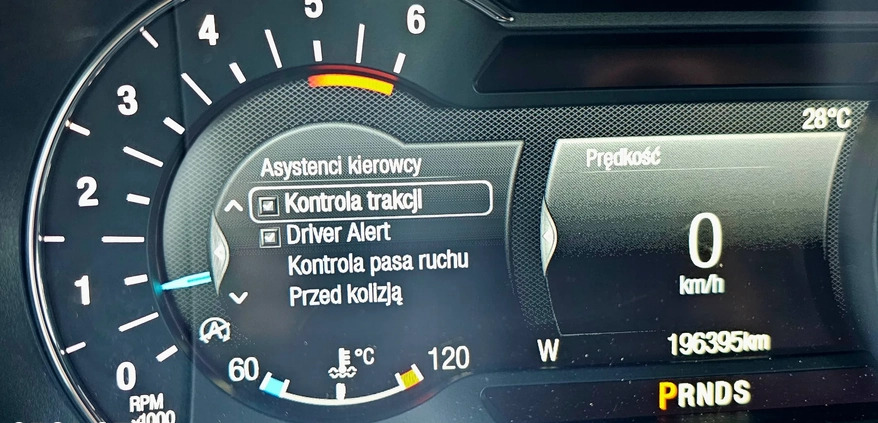 0
1
2
3
4
5
6
RPM
x1000
28°C
Asystenci kierowcy
Kontrola trakcji
Driver Alert
Kontrola pasa ruchu
Przed kolizją
Prędkość
0
km/h
A
60
°C
120
W
196395km
PRNDS